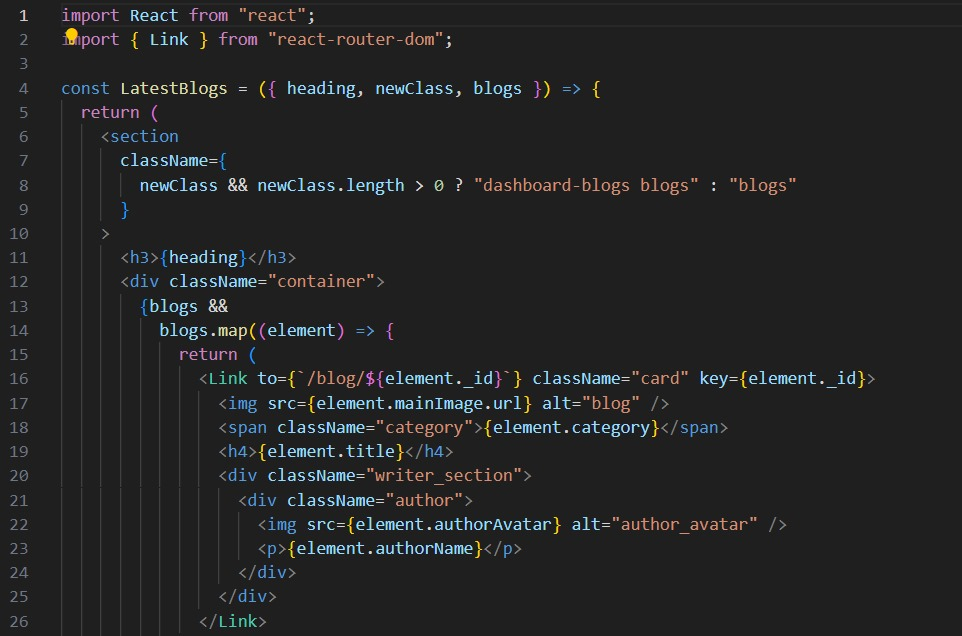 1 import React from "react";
2 import { Link } from "react-router-dom";
3
4 const LatestBlogs = ({ heading, newClass, blogs }) => {
5   return (
6     <section
7       className={
8         newClass && newClass.length > 0 ? "dashboard-blogs blogs" : "blogs"
9       }
10     >
11       <h3>{heading}</h3>
12       <div className="container">
13         {blogs &&
14           blogs.map((element) => {
15             return (
16               <Link to={`/blog/${element._id}`} className="card" key={element._id}>
17                 <img src={element.mainImage.url} alt="blog" />
18                 <span className="category">{element.category}</span>
19                 <h4>{element.title}</h4>
20                 <div className="writer_section">
21                   <div className="author">
22                     <img src={element.authorAvatar} alt="author_avatar" />
23                     <p>{element.authorName}</p>
24                   </div>
25                 </div>
26               </Link>